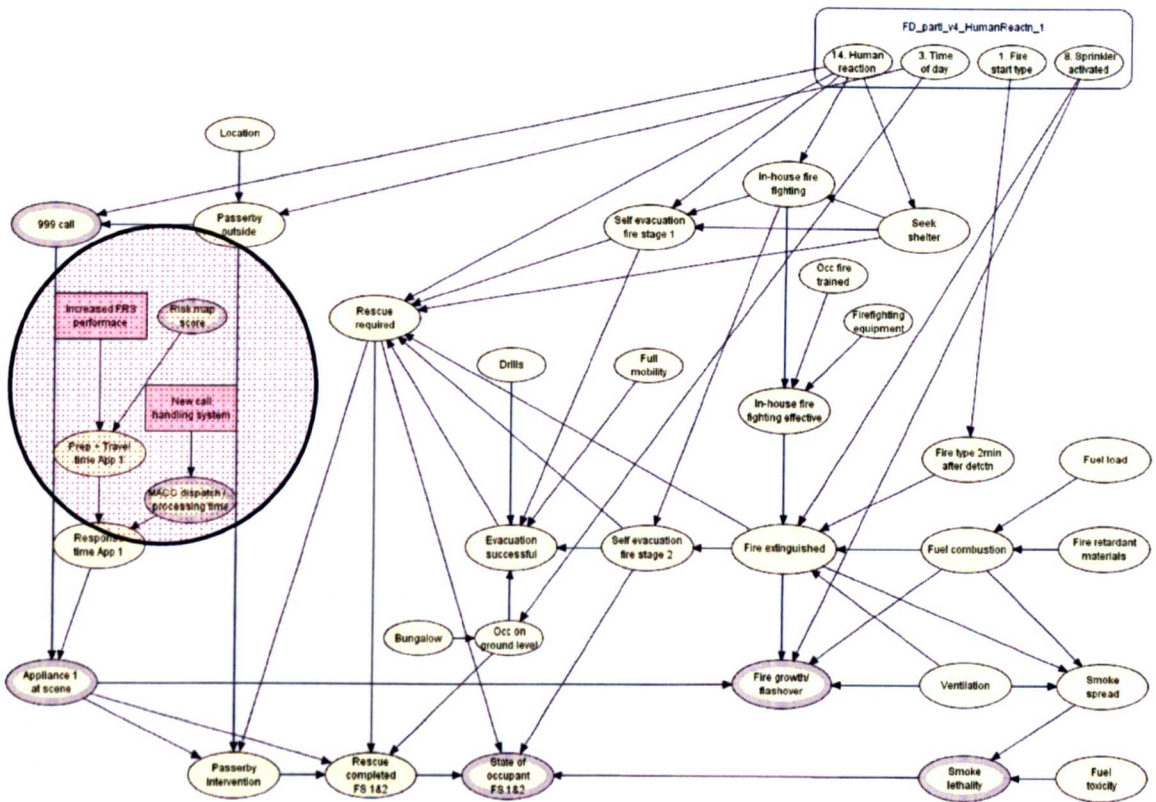 FD_partI_v4_HumanReactn_1
14. Human
reaction
3. Time
of day
1. Fire
start type
8. Sprinkler
activated
Location
999 call
Passerby
outside
In-house fire
fighting
Self evacuation
fire stage 1
Seek
shelter
Increased FRS
performace
Risk map
score
Rescue
required
Occ fire
trained
Firefighting
equipment
Drills
Full
mobility
New call
handling system
In-house fire
fighting effective
Prep + Travel
time App 1
Fire type 2min
after detctn
Fuel load
MACC dispatch /
processing time
Response
time App 1
Evacuation
successful
Self evacuation
fire stage 2
Fire extinguished
Fuel combustion
Fire retardant
materials
Bungalow
Occ on
ground level
Appliance 1
at scene
Fire growth/
flashover
Ventilation
Smoke
spread
Passerby
Intervention
Rescue
completed
FS 1&2
State of
occupant
FS 1&2
Smoke
lethality
Fuel
toxicity